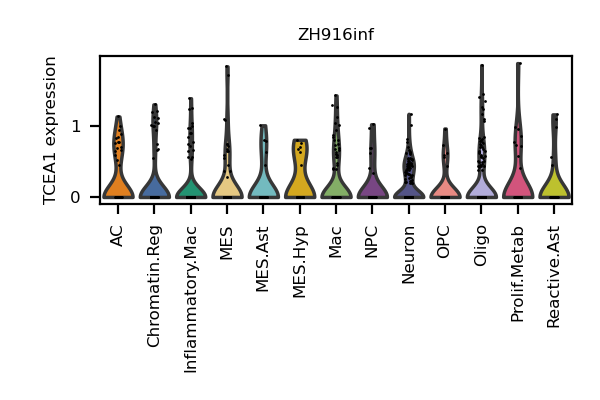 ZH916inf
TCEA1 expression
1
0
AC
Chromatin.Reg
Inflammatory.Mac
MES
MES.Ast
MES.Hyp
Mac
NPC
Neuron
OPC
Oligo
Prolif.Metab
Reactive.Ast